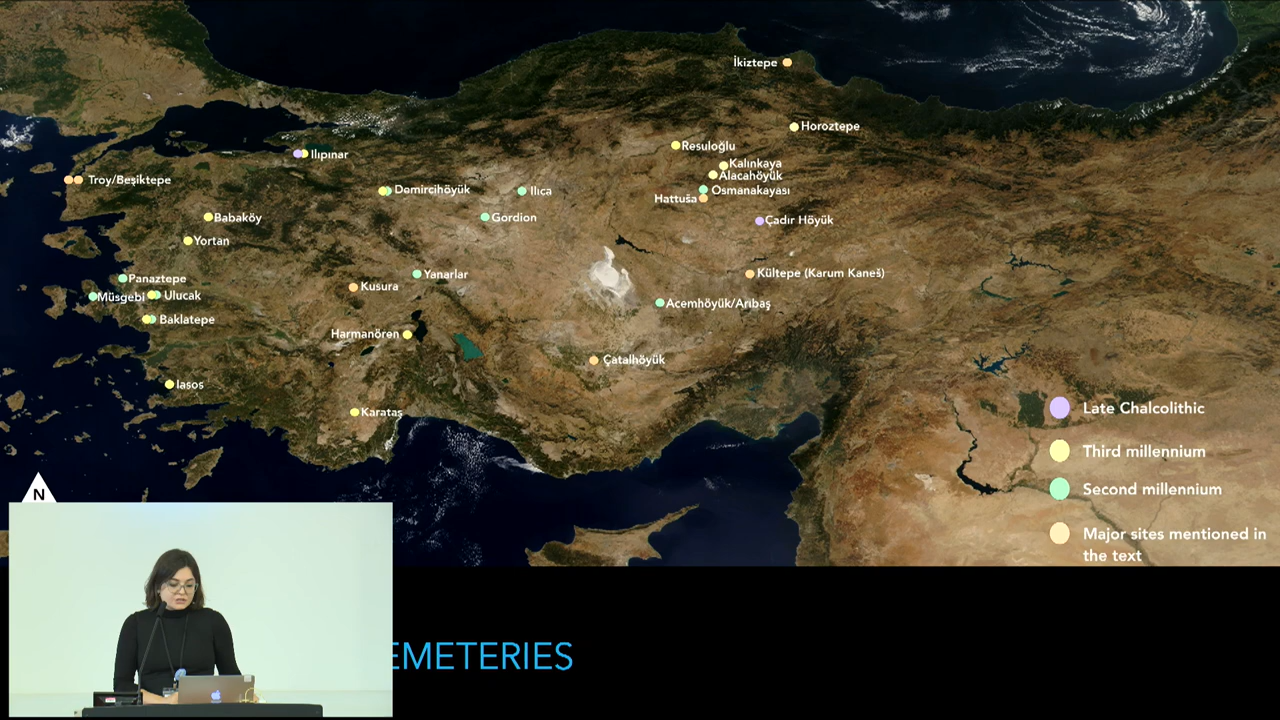 İkiztepe
Horoztepe
Resuloğlu
Ilıpınar
Kalınkaya
Alacahöyük
Troy/Beşiktepe
Demircihöyük
Ilıca
Osmanakayası
Hattuša
Babaköy
Gordion
Çadır Höyük
Yortan
Panaztepe
Yanarlar
Kültepe (Karum Kaneš)
Kusura
Müsgebi
Ulucak
Acemhöyük/Arıbaş
Baklatepe
Harmanören
Çatalhöyük
Iasos
Karataş
Late Chalcolithic
Third millennium
Second millennium
Major sites mentioned in
the text
N
EMETERIES